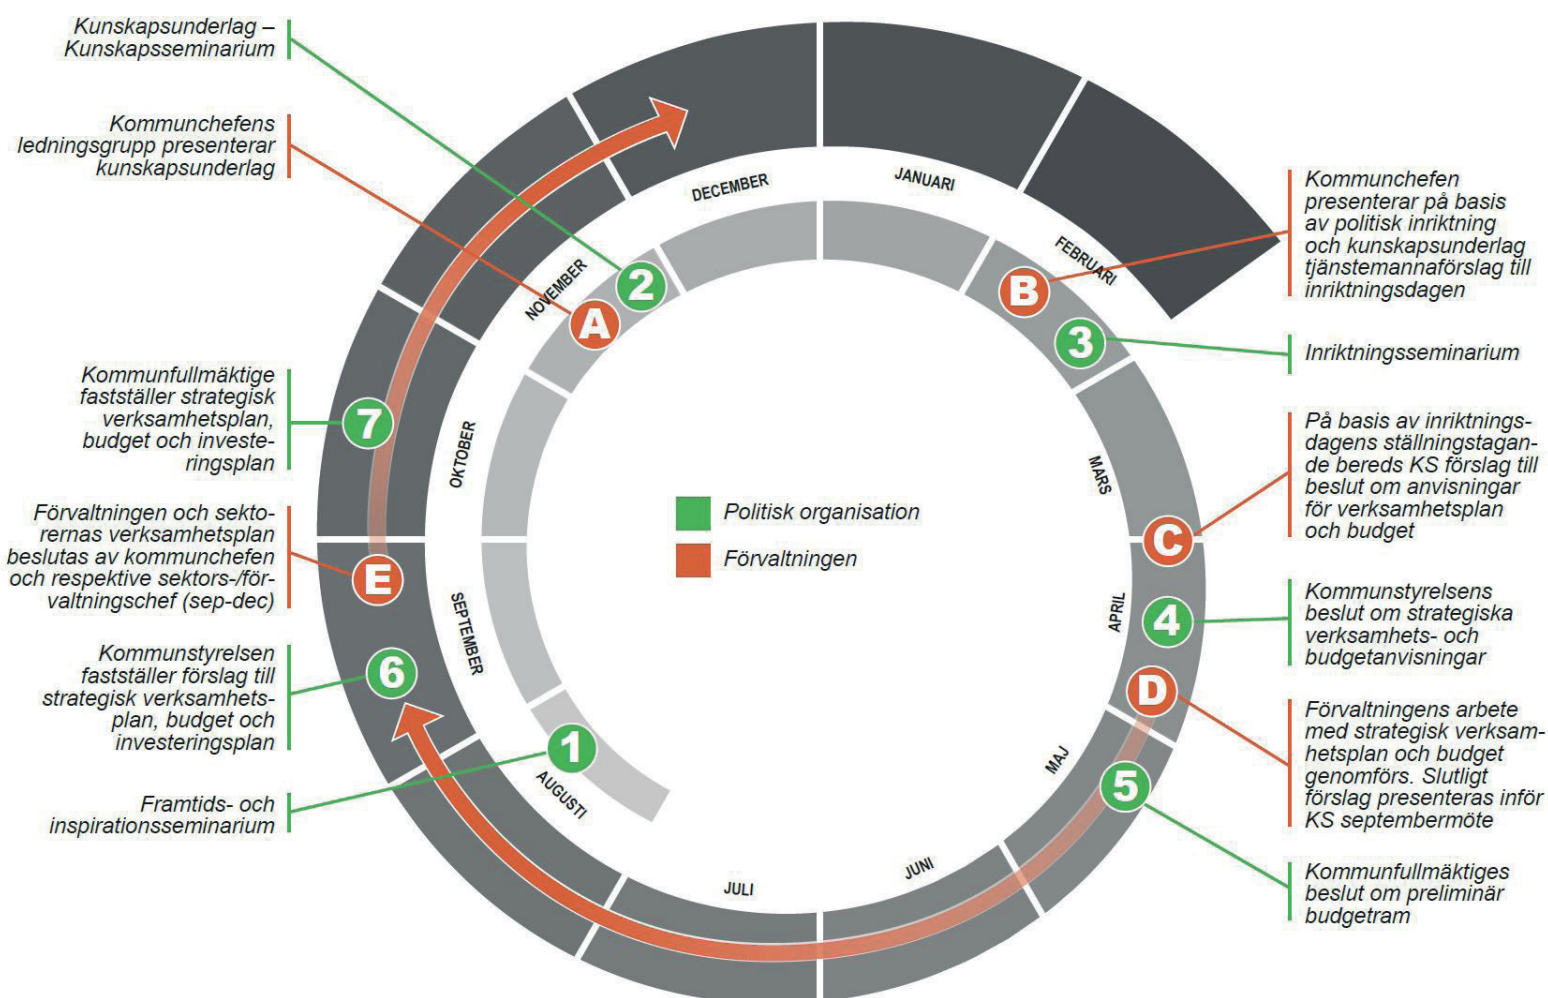 Kunskapsunderlag –
Kunskapsseminarium
Kommunchefens
ledningsgrupp presenterar
kunskapsunderlag
Kommunfullmäktige
fastställer strategisk
verksamhetsplan,
budget och investe-
ringsplan
Förvaltningen och sekto-
rernas verksamhetsplan
beslutas av kommunchefen
och respektive sektors-/för-
valtningschef (sep-dec)
Kommunstyrelsen
fastställer förslag till
strategisk verksamhets-
plan, budget och
investeringsplan
Framtids- och
inspirationsseminarium
JANUARI
FEBRUARI
MARS
APRIL
MAJ
JUNI
JULI
AUGUSTI
SEPTEMBER
OKTOBER
NOVEMBER
DECEMBER
2
A
7
E
6
1
B
3
C
4
D
5
Politisk organisation
Förvaltningen
Kommunchefen
presenterar på basis
av politisk inriktning
och kunskapsunderlag
tjänstemannaförslag till
inriktningsdagen
Inriktningsseminarium
På basis av inriktnings-
dagens ställningstagan-
de bereds KS förslag till
beslut om anvisningar
för verksamhetsplan
och budget
Kommunstyrelsens
beslut om strategiska
verksamhets- och
budgetanvisningar
Förvaltningens arbete
med strategisk verksam-
hetsplan och budget
genomförs. Slutligt
förslag presenteras inför
KS septembermöte
Kommunfullmäktiges
beslut om preliminär
budgetram